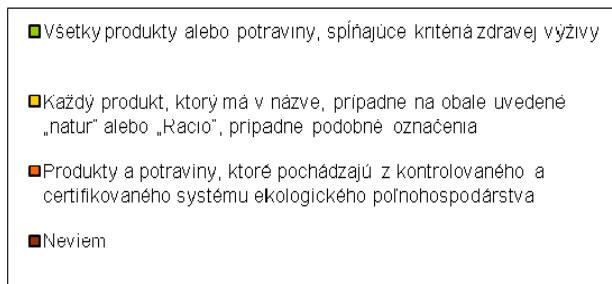 Všetky produkty alebo potraviny, spĺňajúce kritériá zdravej výživy
Každý produkt, ktorý má v názve, prípadne na obale uvedené
„natur“ alebo „Racio“, prípadne podobné označenia
Produkty a potraviny, ktoré pochádzajú z kontrolovaného a
certifikovaného systému ekologického poľnohospodárstva
Neviem